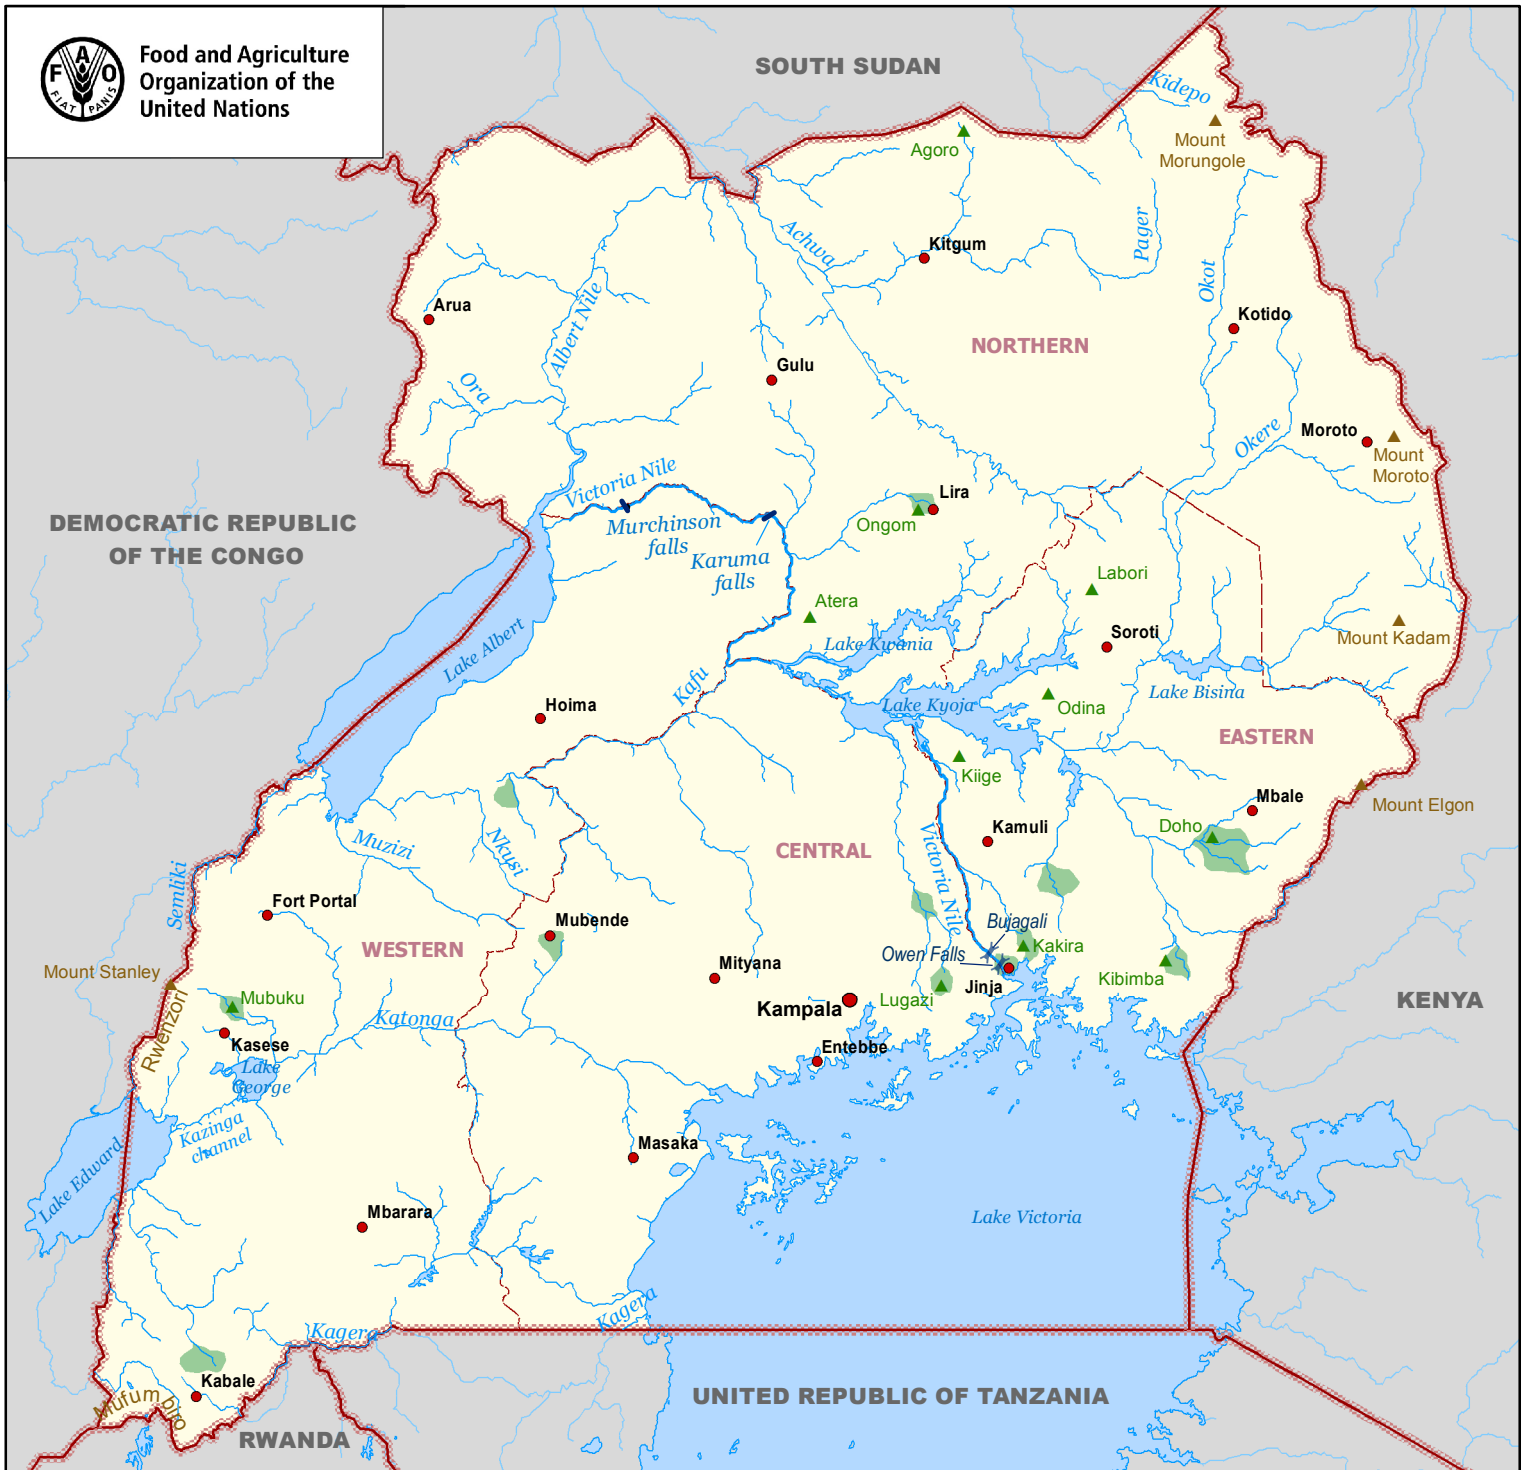 Food and Agriculture
Organization of the
United Nations
F A O
FIAT PANIS
SOUTH SUDAN
Kidepo
Mount
Morungole
Agoro
Achwa
Kitgum
Pager
Okot
Arua
Albert Nile
Kotido
NORTHERN
Gulu
Ora
Moroto
Mount
Moroto
Okere
Victoria Nile
Murchinson
falls
Karuma
falls
Lira
Ongom
DEMOCRATIC REPUBLIC
OF THE CONGO
Labori
Atera
Soroti
Mount Kadam
Lake Albert
Lake Kwania
Kafu
Lake Bisina
Hoima
Lake Kyoja
Odina
EASTERN
Kiige
Mbale
Mount Elgon
Doho
Kamuli
Nkusi
Muzizi
CENTRAL
Victoria Nile
Semliki
Fort Portal
Mubende
WESTERN
Bujagali
Owen Falls
Kakira
Mityana
Kibimba
Mount Stanley
Jinja
Lugazi
Kampala
KENYA
Mubuku
Rwenzori
Katonga
Kasese
Entebbe
Lake
George
Kazinga
channel
Masaka
Lake Edward
Mbarara
Lake Victoria
Kagera
Kagera
Kabale
Mufumbiro
UNITED REPUBLIC OF TANZANIA
RWANDA